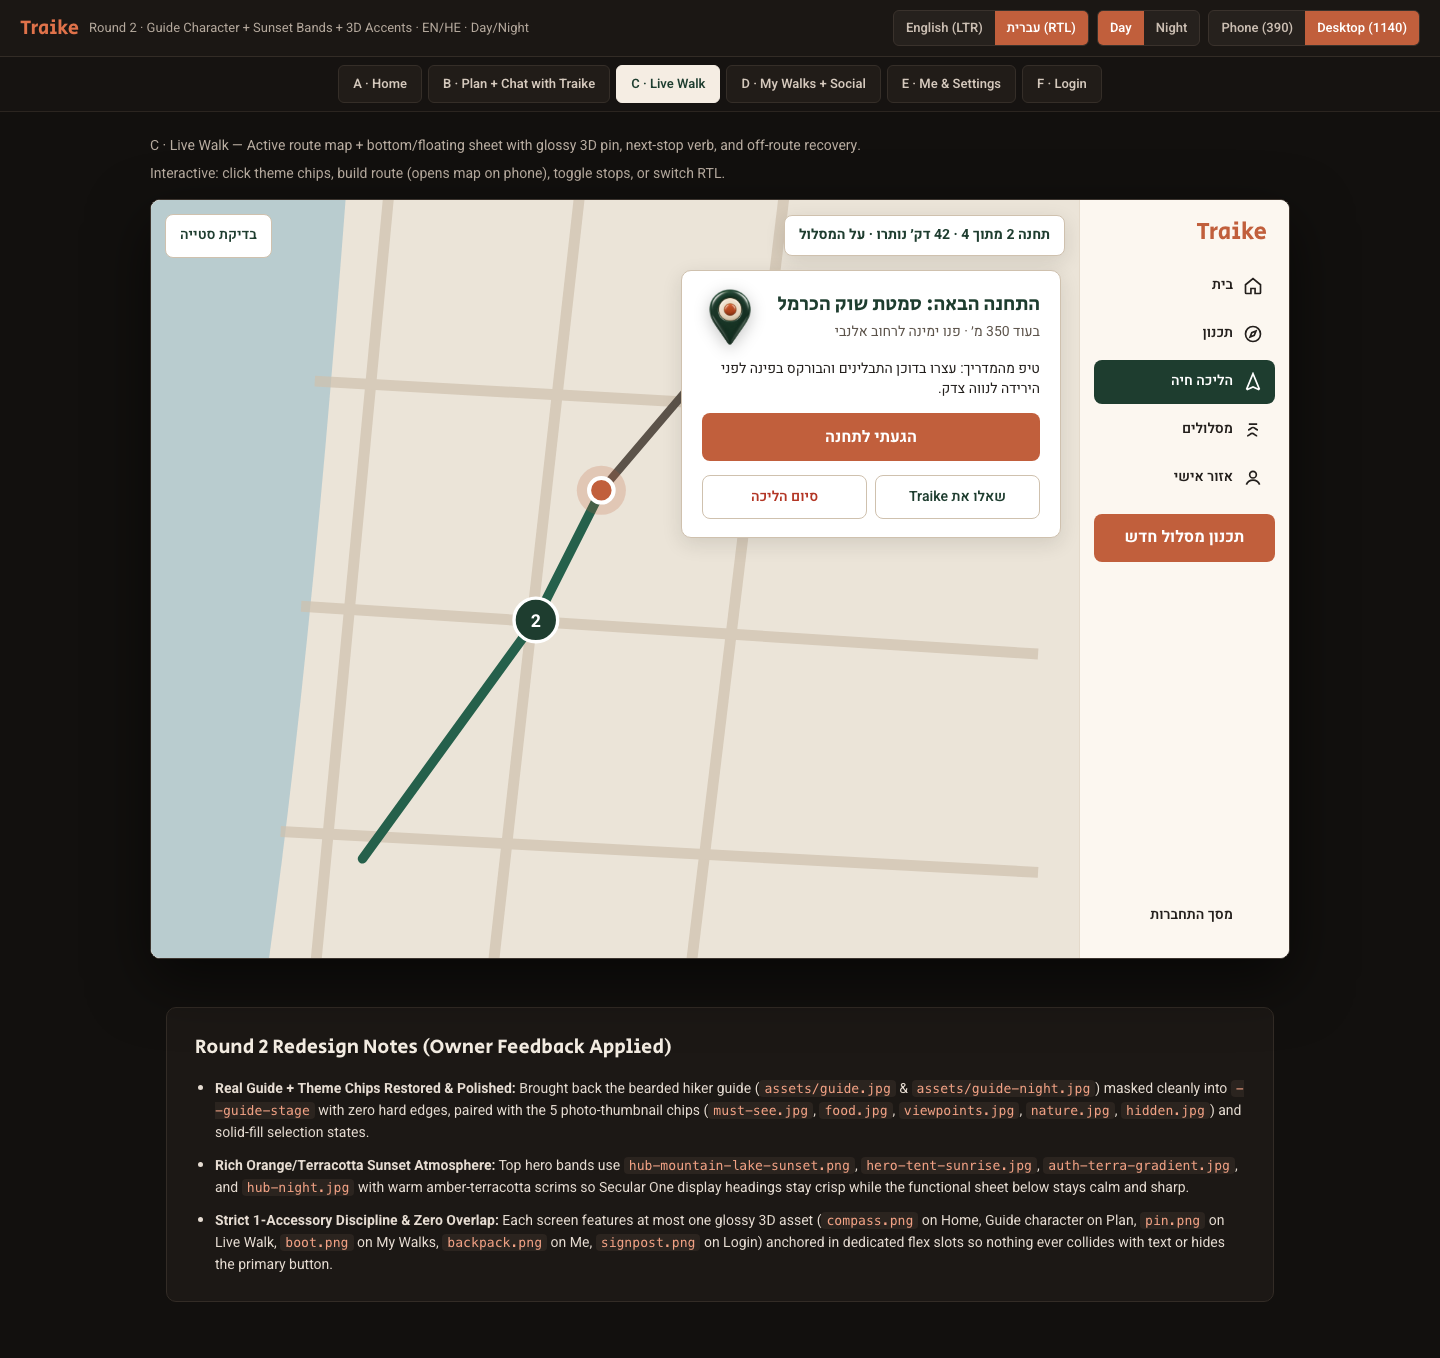 Traike Round 2 · Guide Character + Sunset Bands + 3D Accents · EN/HE · Day/Night
English (LTR) עברית (RTL) Day Night Phone (390) Desktop (1140)
A · Home B · Plan + Chat with Traike C · Live Walk D · My Walks + Social E · Me & Settings F · Login
C · Live Walk — Active route map + bottom/floating sheet with glossy 3D pin, next-stop verb, and off-route recovery.
Interactive: click theme chips, build route (opens map on phone), toggle stops, or switch RTL.
Traike
בית
תכנון
הליכה חיה
מסלולים
אזור אישי
תכנון מסלול חדש
מסך התחברות
תחנה 2 מתוך 4 · 42 דק׳ נותרו · על המסלול
בדיקת סטייה
התחנה הבאה: סמטת שוק הכרמל
בעוד 350 מ׳ · פנו ימינה לרחוב אלנבי
טיפ מהמדריך: עצרו בדוכן התבלינים והבורקס בפינה לפני
הירידה לנווה צדק.
הגעתי לתחנה
שאלו את Traike
סיום הליכה
2
Round 2 Redesign Notes (Owner Feedback Applied)
• Real Guide + Theme Chips Restored & Polished: Brought back the bearded hiker guide ( assets/guide.jpg & assets/guide-night.jpg ) masked cleanly into -
-guide-stage with zero hard edges, paired with the 5 photo-thumbnail chips ( must-see.jpg , food.jpg , viewpoints.jpg , nature.jpg , hidden.jpg ) and
solid-fill selection states.
• Rich Orange/Terracotta Sunset Atmosphere: Top hero bands use hub-mountain-lake-sunset.png , hero-tent-sunrise.jpg , auth-terra-gradient.jpg ,
and hub-night.jpg with warm amber-terracotta scrims so Secular One display headings stay crisp while the functional sheet below stays calm and sharp.
• Strict 1-Accessory Discipline & Zero Overlap: Each screen features at most one glossy 3D asset ( compass.png on Home, Guide character on Plan, pin.png on
Live Walk, boot.png on My Walks, backpack.png on Me, signpost.png on Login) anchored in dedicated flex slots so nothing ever collides with text or hides
the primary button.